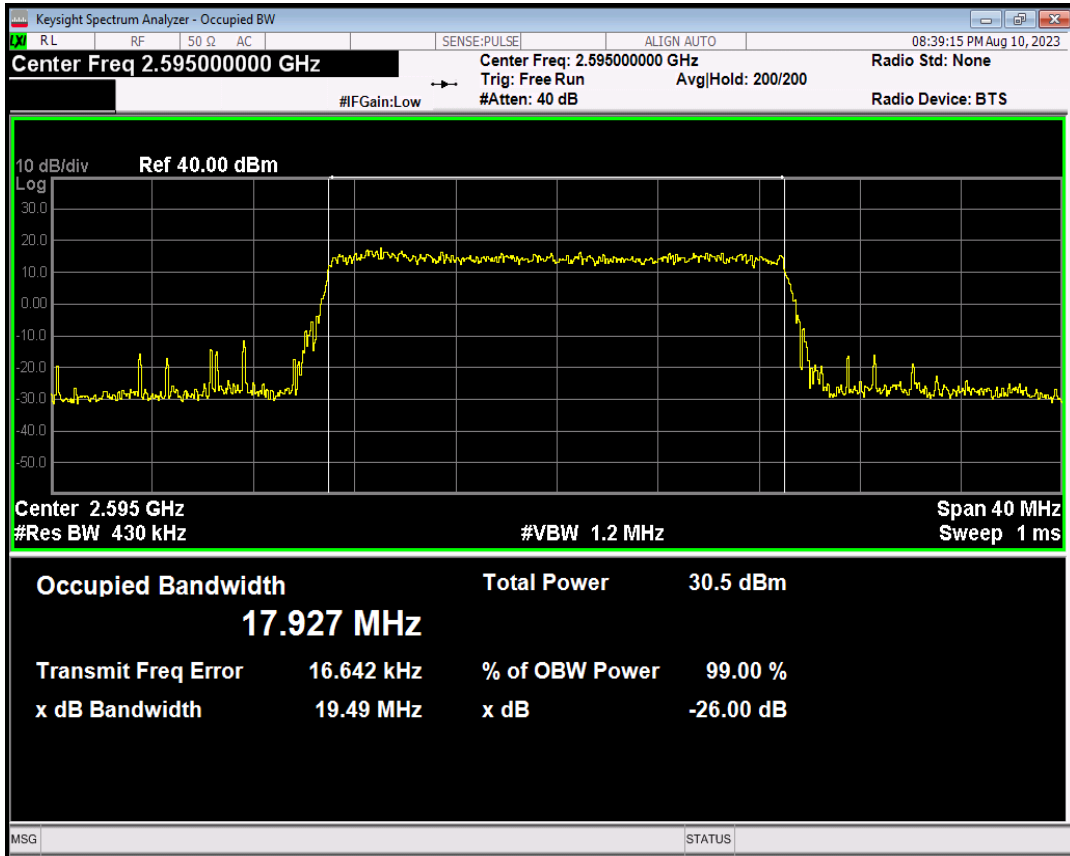 Keysight Spectrum Analyzer - Occupied BW
LXI RL RF 50 Ω AC SENSE:PULSE ALIGN AUTO 08:39:15 PM Aug 10, 2023
Center Freq 2.595000000 GHz
Center Freq: 2.595000000 GHz
Radio Std: None
Trig: Free Run Avg|Hold: 200/200
#IFGain:Low #Atten: 40 dB Radio Device: BTS
10 dB/div Ref 40.00 dBm
Log
30.0
20.0
10.0
0.00
-10.0
-20.0
-30.0
-40.0
-50.0
Center 2.595 GHz Span 40 MHz
#Res BW 430 kHz #VBW 1.2 MHz Sweep 1 ms
Occupied Bandwidth Total Power 30.5 dBm
17.927 MHz
Transmit Freq Error 16.642 kHz % of OBW Power 99.00 %
x dB Bandwidth 19.49 MHz x dB -26.00 dB
MSG STATUS